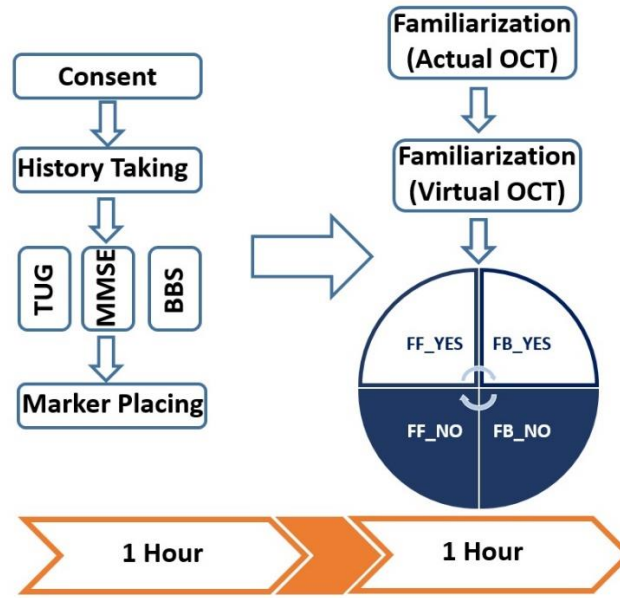 Consent
History Taking
TUG
MMSE
BBS
Marker Placing
Familiarization
(Actual OCT)
Familiarization
(Virtual OCT)
FF_YES
FB_YES
FF_NO
FB_NO
1 Hour
1 Hour